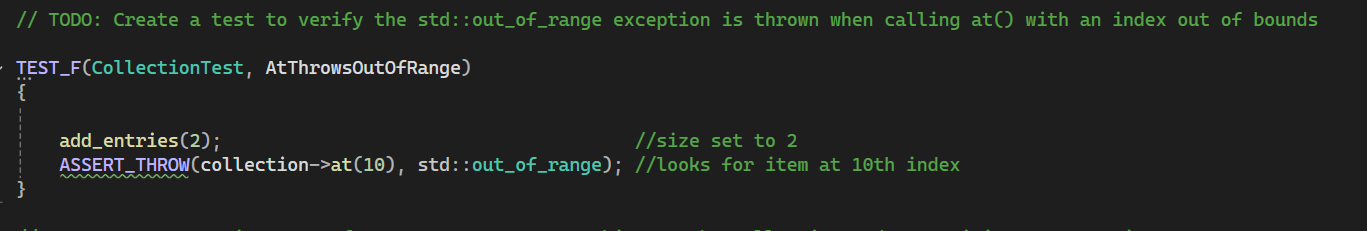 // TODO: Create a test to verify the std::out_of_range exception is thrown when calling at() with an index out of bounds
TEST_F(CollectionTest, AtThrowsOutOfRange)
{
add_entries(2); //size set to 2
ASSERT_THROW(collection->at(10), std::out_of_range); //looks for item at 10th index
}